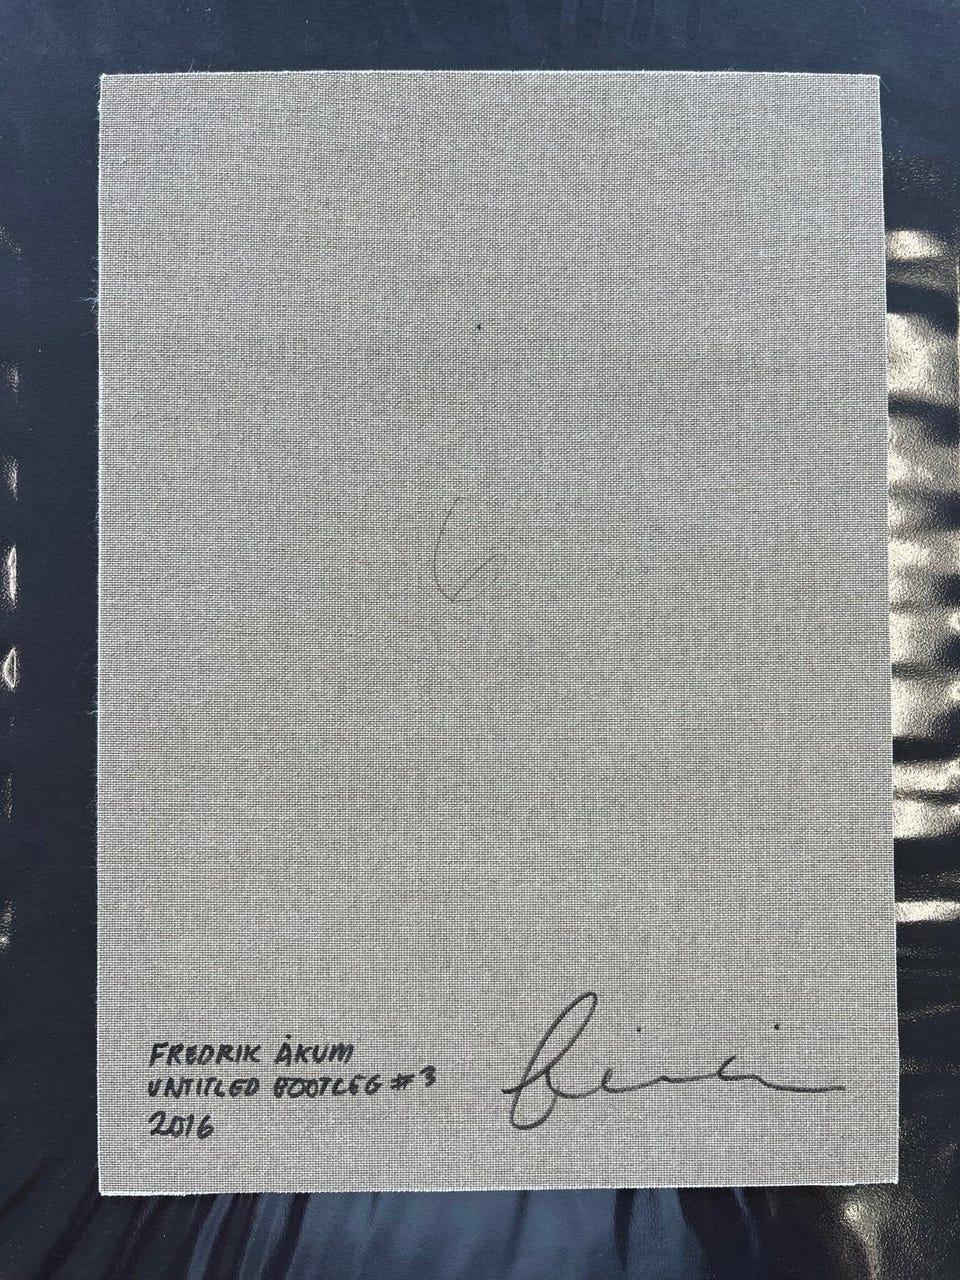 FREDRIK ÅKUM
UNTITLED BOOTLEG #3
2016